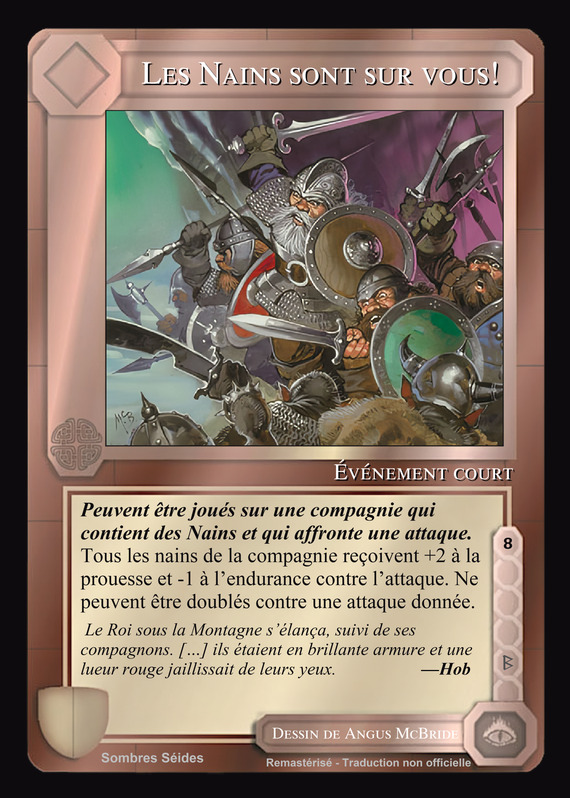 Les Nains sont sur vous!
McB
Événement court
Peuvent être joués sur une compagnie qui
contient des Nains et qui affronte une attaque.
Tous les nains de la compagnie reçoivent +2 à la
prouesse et -1 à l'endurance contre l'attaque. Ne
peuvent être doublés contre une attaque donnée.
Le Roi sous la Montagne s'élança, suivi de ses
compagnons. [...] ils étaient en brillante armure et une
lueur rouge jaillissait de leurs yeux. —Hob
8
ᛒ
Dessin de Angus McBride
Sombres Séides
Remastérisé - Traduction non officielle